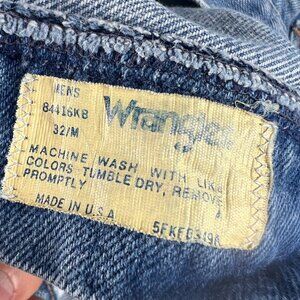 MENS
84416KB
32/M
Wrangler
MACHINE WASH WITH LIKE
COLORS TUMBLE DRY, REMOVE
PROMPTLY
MADE IN U.S.A